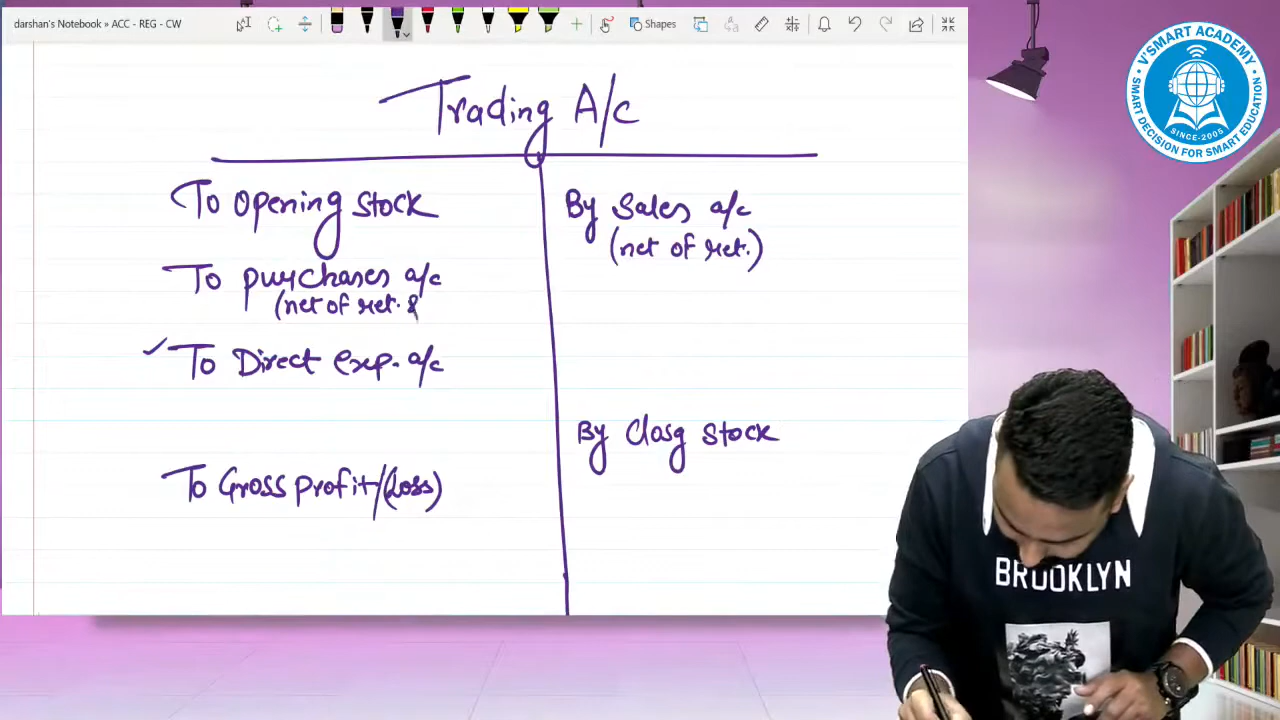 darshan's Notebook » ACC - REG - CW
Shapes
Trading A/c
To Opening stock
To purchases a/c
(net of ret. &
✓ To Direct exp. a/c
To Gross profit/(Loss)
By Sales a/c
(net of ret.)
By Closg stock
V'SMART ACADEMY
SINCE-2005
SMART DECISION FOR SMART EDUCATION
BROOKLYN